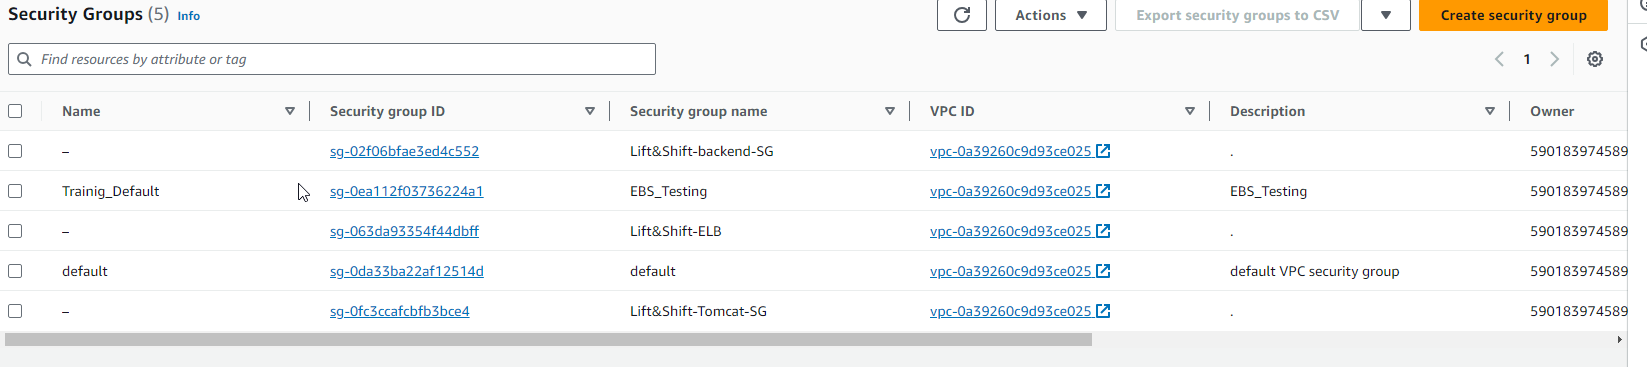 Security Groups (5) Info
Actions Export security groups to CSV Create security group
Find resources by attribute or tag
1
Name Security group ID Security group name VPC ID Description Owner
– sg-02f06bfae3ed4c552 Lift&Shift-backend-SG vpc-0a39260c9d93ce025 . 590183974589
Trainig_Default sg-0ea112f03736224a1 EBS_Testing vpc-0a39260c9d93ce025 EBS_Testing 590183974589
– sg-063da93354f44dbff Lift&Shift-ELB vpc-0a39260c9d93ce025 . 590183974589
default sg-0da33ba22af12514d default vpc-0a39260c9d93ce025 default VPC security group 590183974589
– sg-0fc3ccafcbfb3bce4 Lift&Shift-Tomcat-SG vpc-0a39260c9d93ce025 . 590183974589